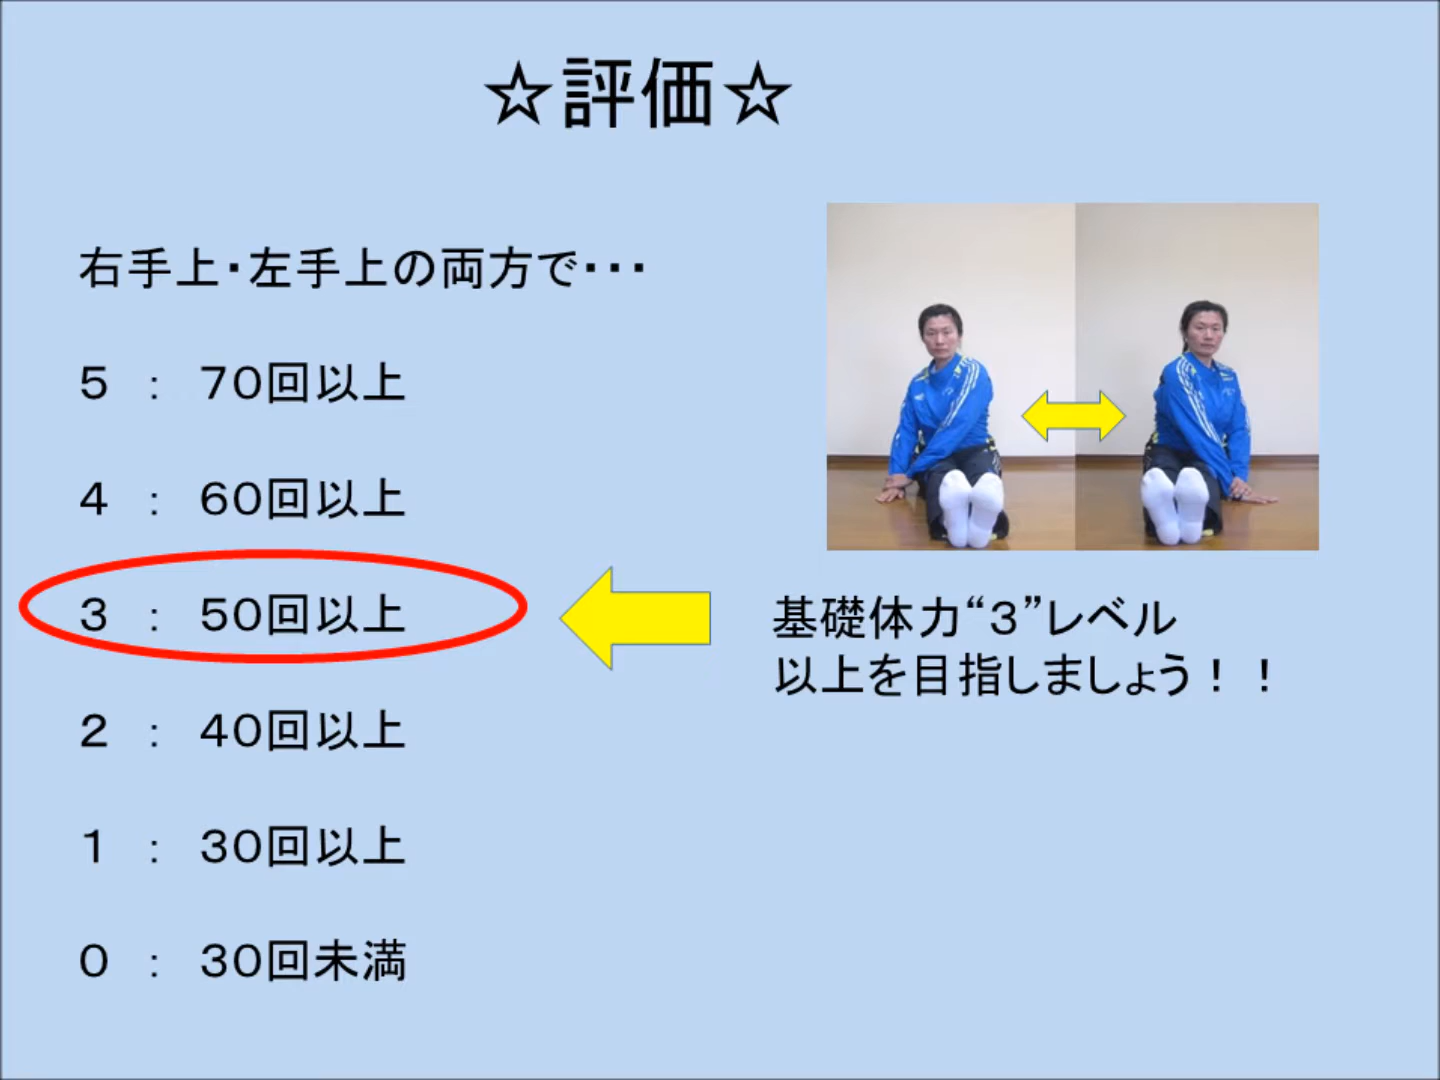 ☆評価☆
右手上・左手上の両方で・・・
５ ： ７０回以上
４ ： ６０回以上
３ ： ５０回以上
基礎体力“３”レベル
以上を目指しましょう！！
２ ： ４０回以上
１ ： ３０回以上
０ ： ３０回未満